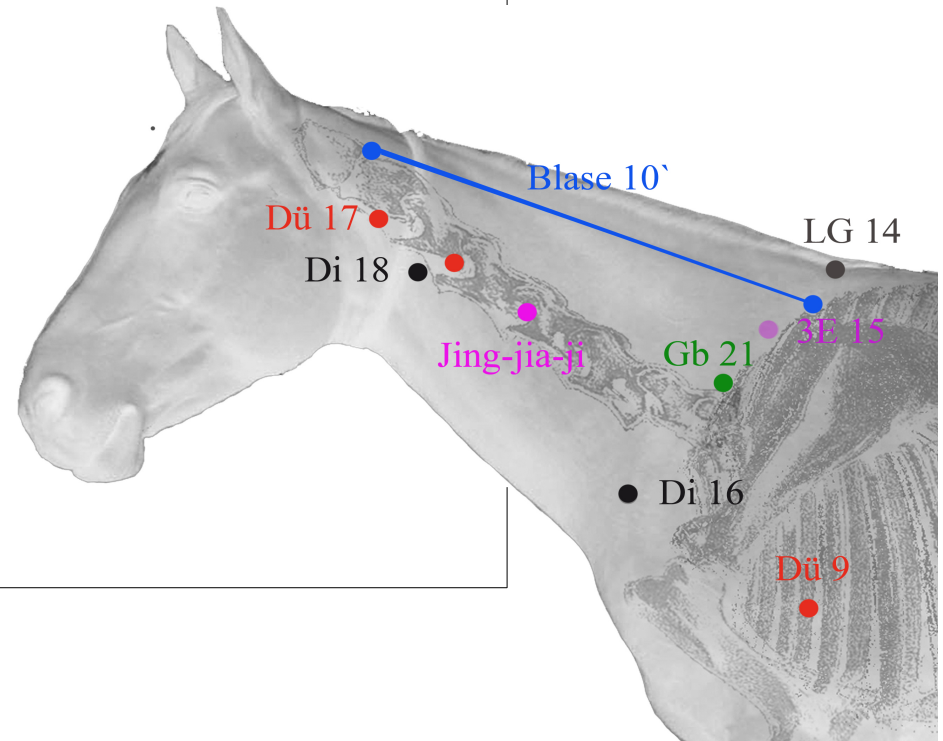 Blase 10`
Dü 17
LG 14
Di 18
3E 15
Jing-jia-ji
Gb 21
Di 16
Dü 9